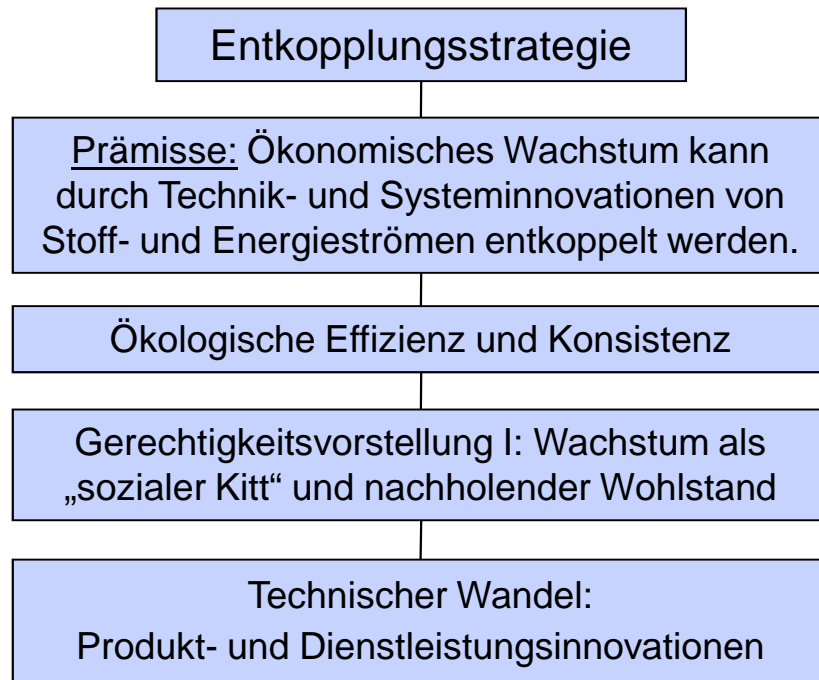 Entkopplungsstrategie
Prämisse: Ökonomisches Wachstum kann
durch Technik- und Systeminnovationen von
Stoff- und Energieströmen entkoppelt werden.
Ökologische Effizienz und Konsistenz
Gerechtigkeitsvorstellung I: Wachstum als
„sozialer Kitt“ und nachholender Wohlstand
Technischer Wandel:
Produkt- und Dienstleistungsinnovationen